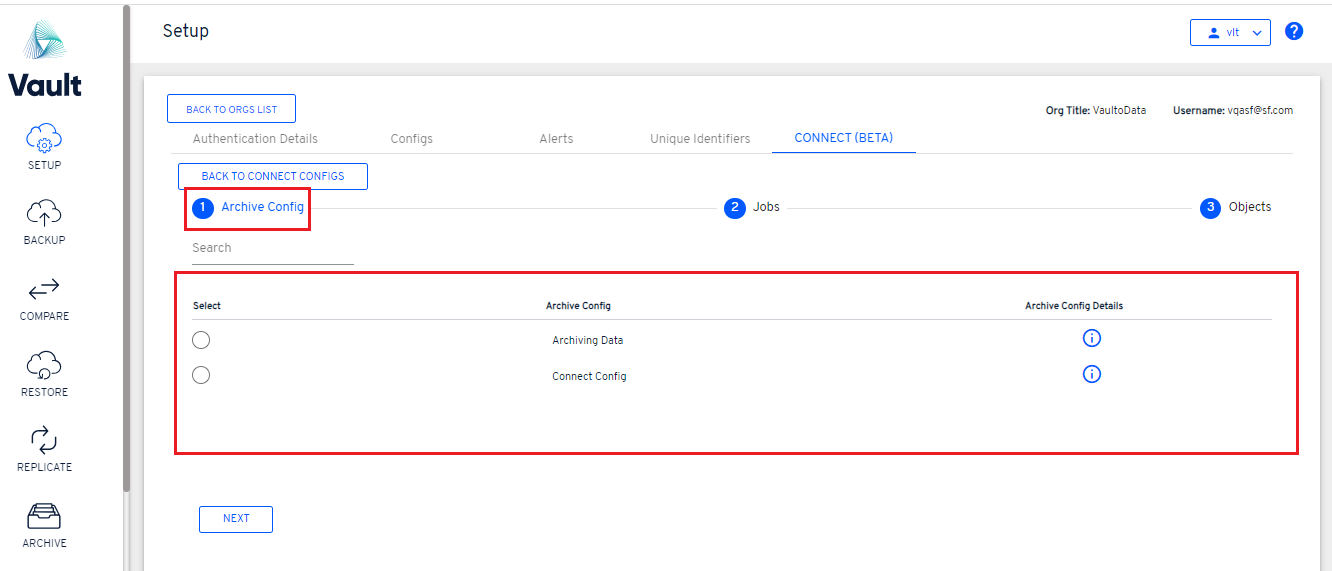 Setup
vlt
?
Vault
SETUP
BACKUP
COMPARE
RESTORE
REPLICATE
ARCHIVE
BACK TO ORGS LIST
Org Title: VaultoData Username: vqasf@sf.com
Authentication Details Configs Alerts Unique Identifiers CONNECT (BETA)
BACK TO CONNECT CONFIGS
1 Archive Config 2 Jobs 3 Objects
Search
Select Archive Config Archive Config Details
Archiving Data
Connect Config
NEXT